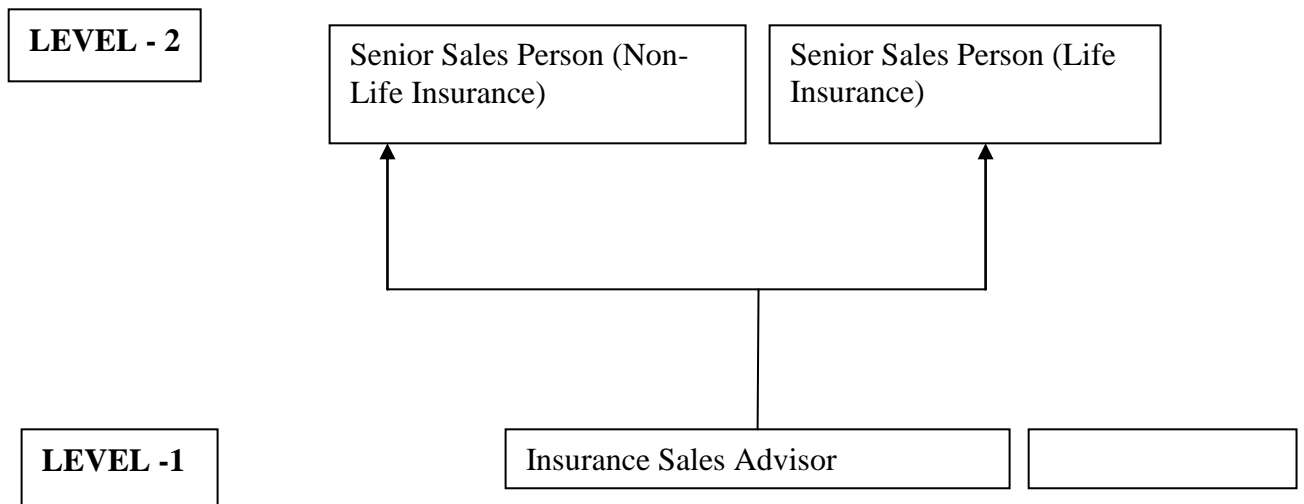 LEVEL - 2
Senior Sales Person (Non-
Life Insurance)
Senior Sales Person (Life
Insurance)
LEVEL -1
Insurance Sales Advisor